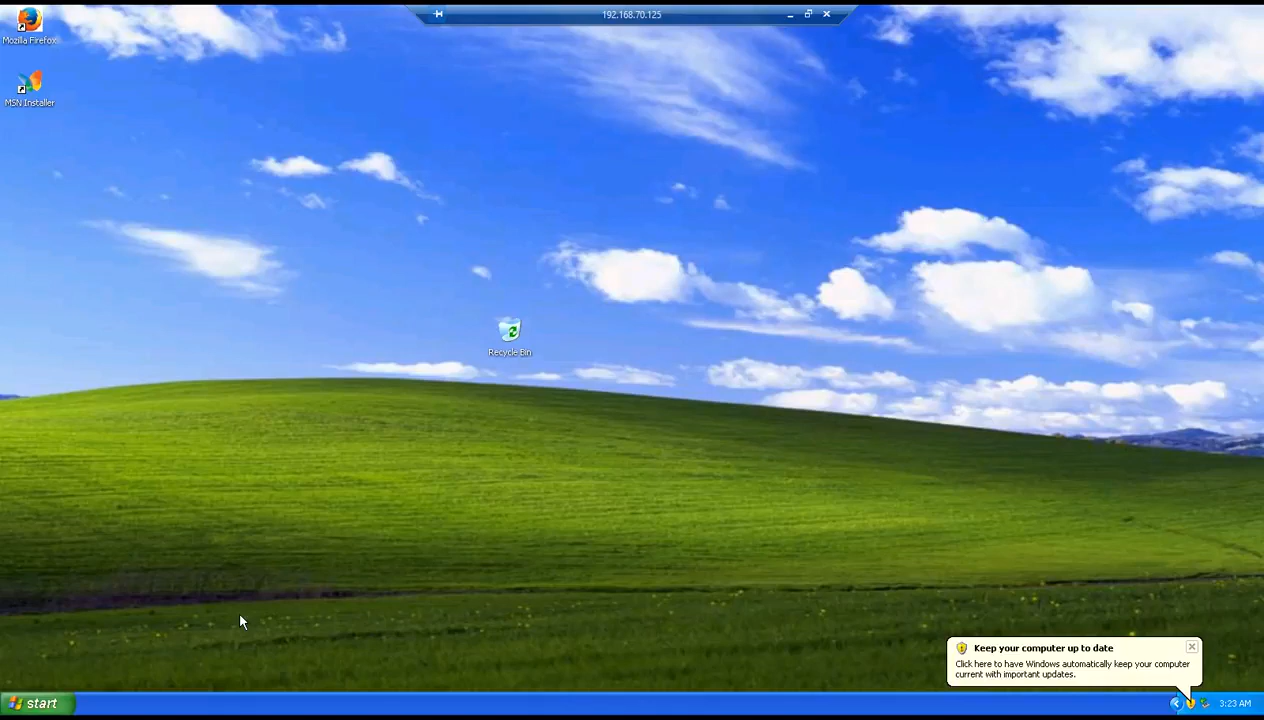 192.168.70.125
Mozilla Firefox
MSN Installer
Recycle Bin
Keep your computer up to date
Click here to have Windows automatically keep your computer
current with important updates.
start
3:23 AM